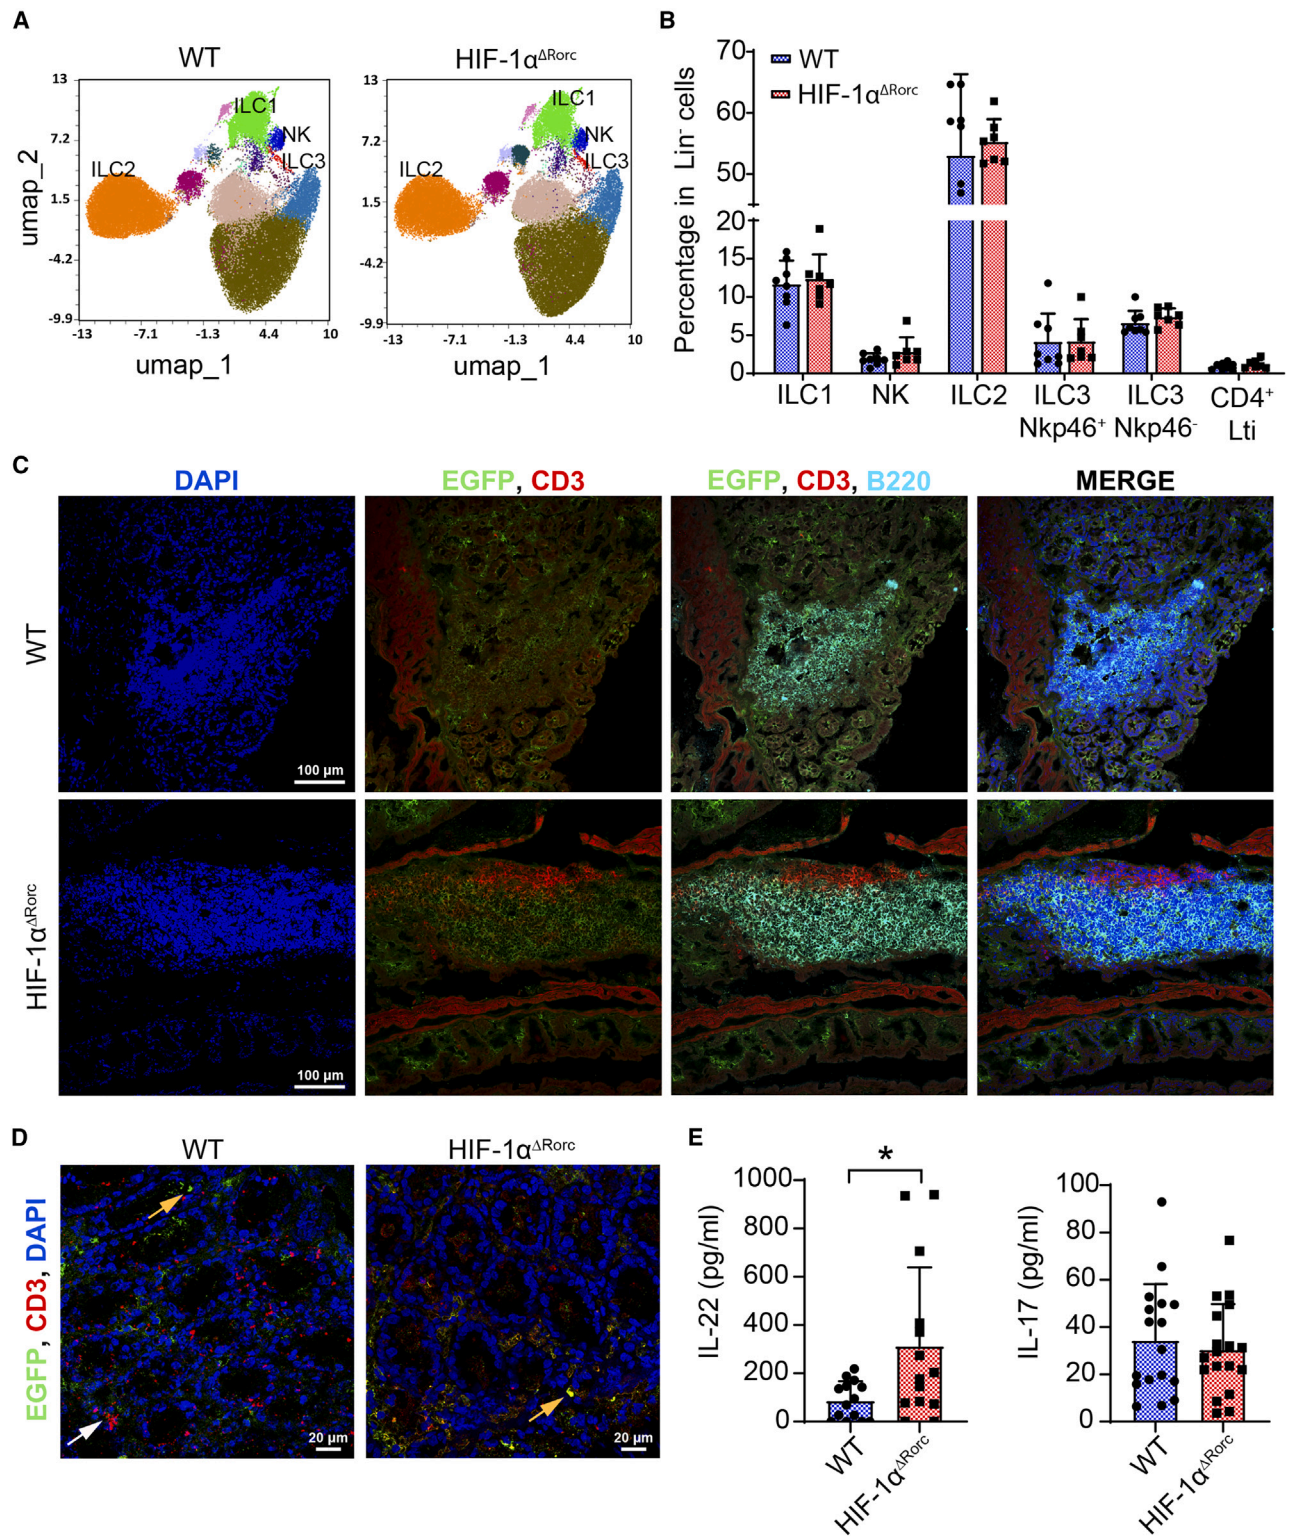 A
WT
HIF-1α^ΔRorc
13
7.2
1.5
-4.2
-9.9
umap_2
-13
-7.1
-1.3
4.4
10
umap_1
ILC1
NK
ILC3
ILC2
13
7.2
1.5
-4.2
-9.9
-13
-7.1
-1.3
4.4
10
umap_1
ILC1
NK
ILC3
ILC2
B
Percentage in Lin⁻ cells
70
60
50
20
15
10
5
0
WT
HIF-1α^ΔRorc
ILC1
NK
ILC2
ILC3
Nkp46⁺
ILC3
Nkp46⁻
CD4⁺
Lti
C
DAPI
EGFP, CD3
EGFP, CD3, B220
MERGE
WT
100 µm
HIF-1α^ΔRorc
100 µm
D
WT
HIF-1α^ΔRorc
EGFP, CD3, DAPI
20 µm
20 µm
E
IL-22 (pg/ml)
1000
800
600
400
200
0
*
WT
HIF-1α^ΔRorc
IL-17 (pg/ml)
100
80
60
40
20
0
WT
HIF-1α^ΔRorc